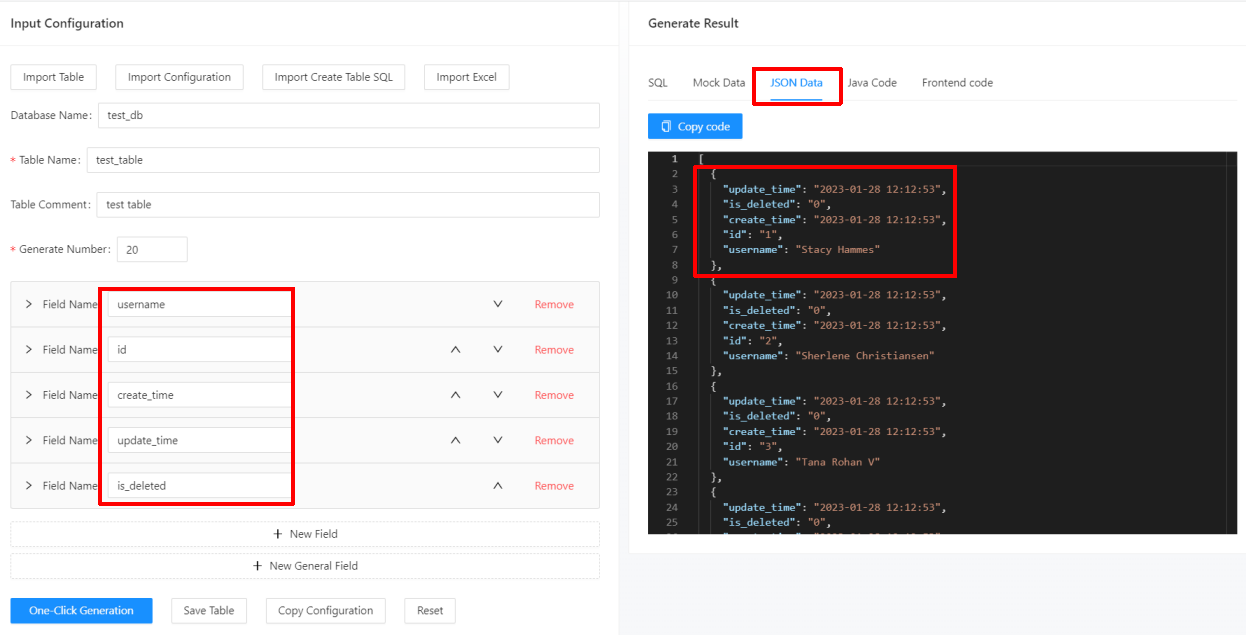 Input Configuration
Import Table Import Configuration Import Create Table SQL Import Excel
Database Name: test_db
* Table Name: test_table
Table Comment: test table
* Generate Number: 20
Field Name username Remove
Field Name id Remove
Field Name create_time Remove
Field Name update_time Remove
Field Name is_deleted Remove
+ New Field
+ New General Field
One-Click Generation Save Table Copy Configuration Reset
Generate Result
SQL Mock Data JSON Data Java Code Frontend code
Copy code
1 [
2 {
3 "update_time": "2023-01-28 12:12:53",
4 "is_deleted": "0",
5 "create_time": "2023-01-28 12:12:53",
6 "id": "1",
7 "username": "Stacy Hammes"
8 },
9 {
10 "update_time": "2023-01-28 12:12:53",
11 "is_deleted": "0",
12 "create_time": "2023-01-28 12:12:53",
13 "id": "2",
14 "username": "Sherlene Christiansen"
15 },
16 {
17 "update_time": "2023-01-28 12:12:53",
18 "is_deleted": "0",
19 "create_time": "2023-01-28 12:12:53",
20 "id": "3",
21 "username": "Tana Rohan V"
22 },
23 {
24 "update_time": "2023-01-28 12:12:53",
25 "is_deleted": "0",